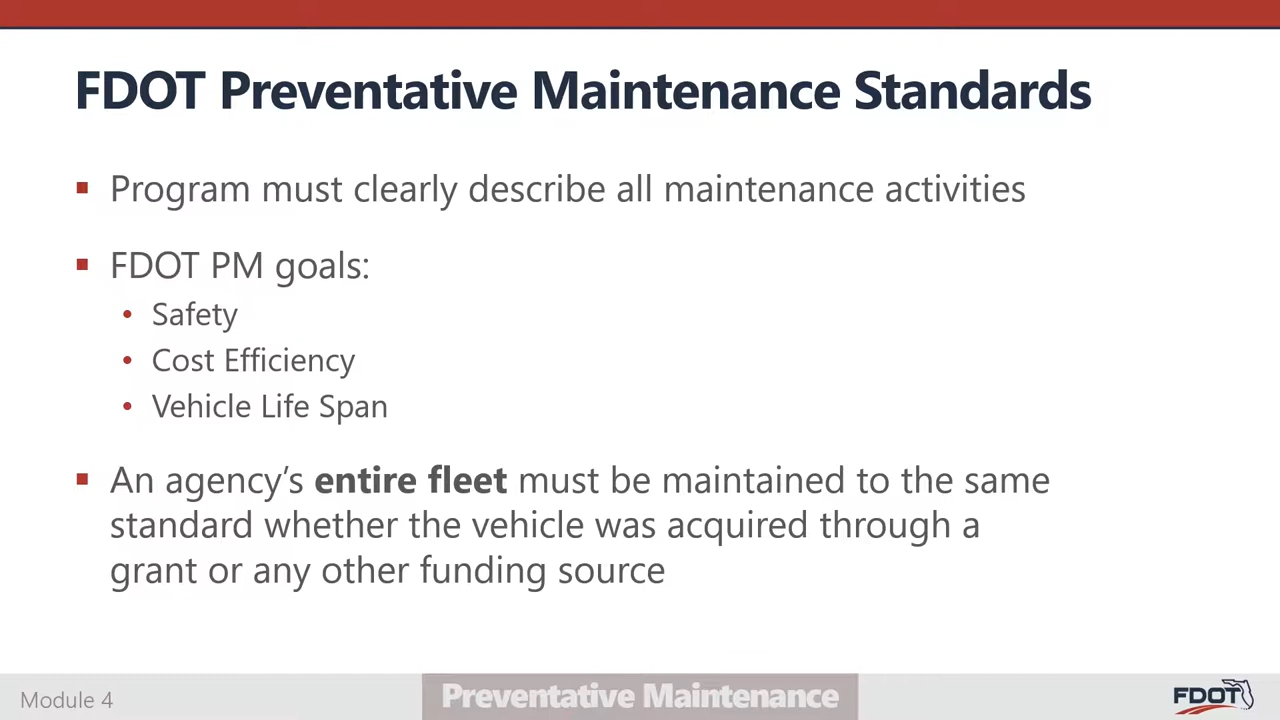 FDOT Preventative Maintenance Standards
Program must clearly describe all maintenance activities
FDOT PM goals:
Safety
Cost Efficiency
Vehicle Life Span
An agency’s entire fleet must be maintained to the same
standard whether the vehicle was acquired through a
grant or any other funding source
Module 4
Preventative Maintenance
FDOT